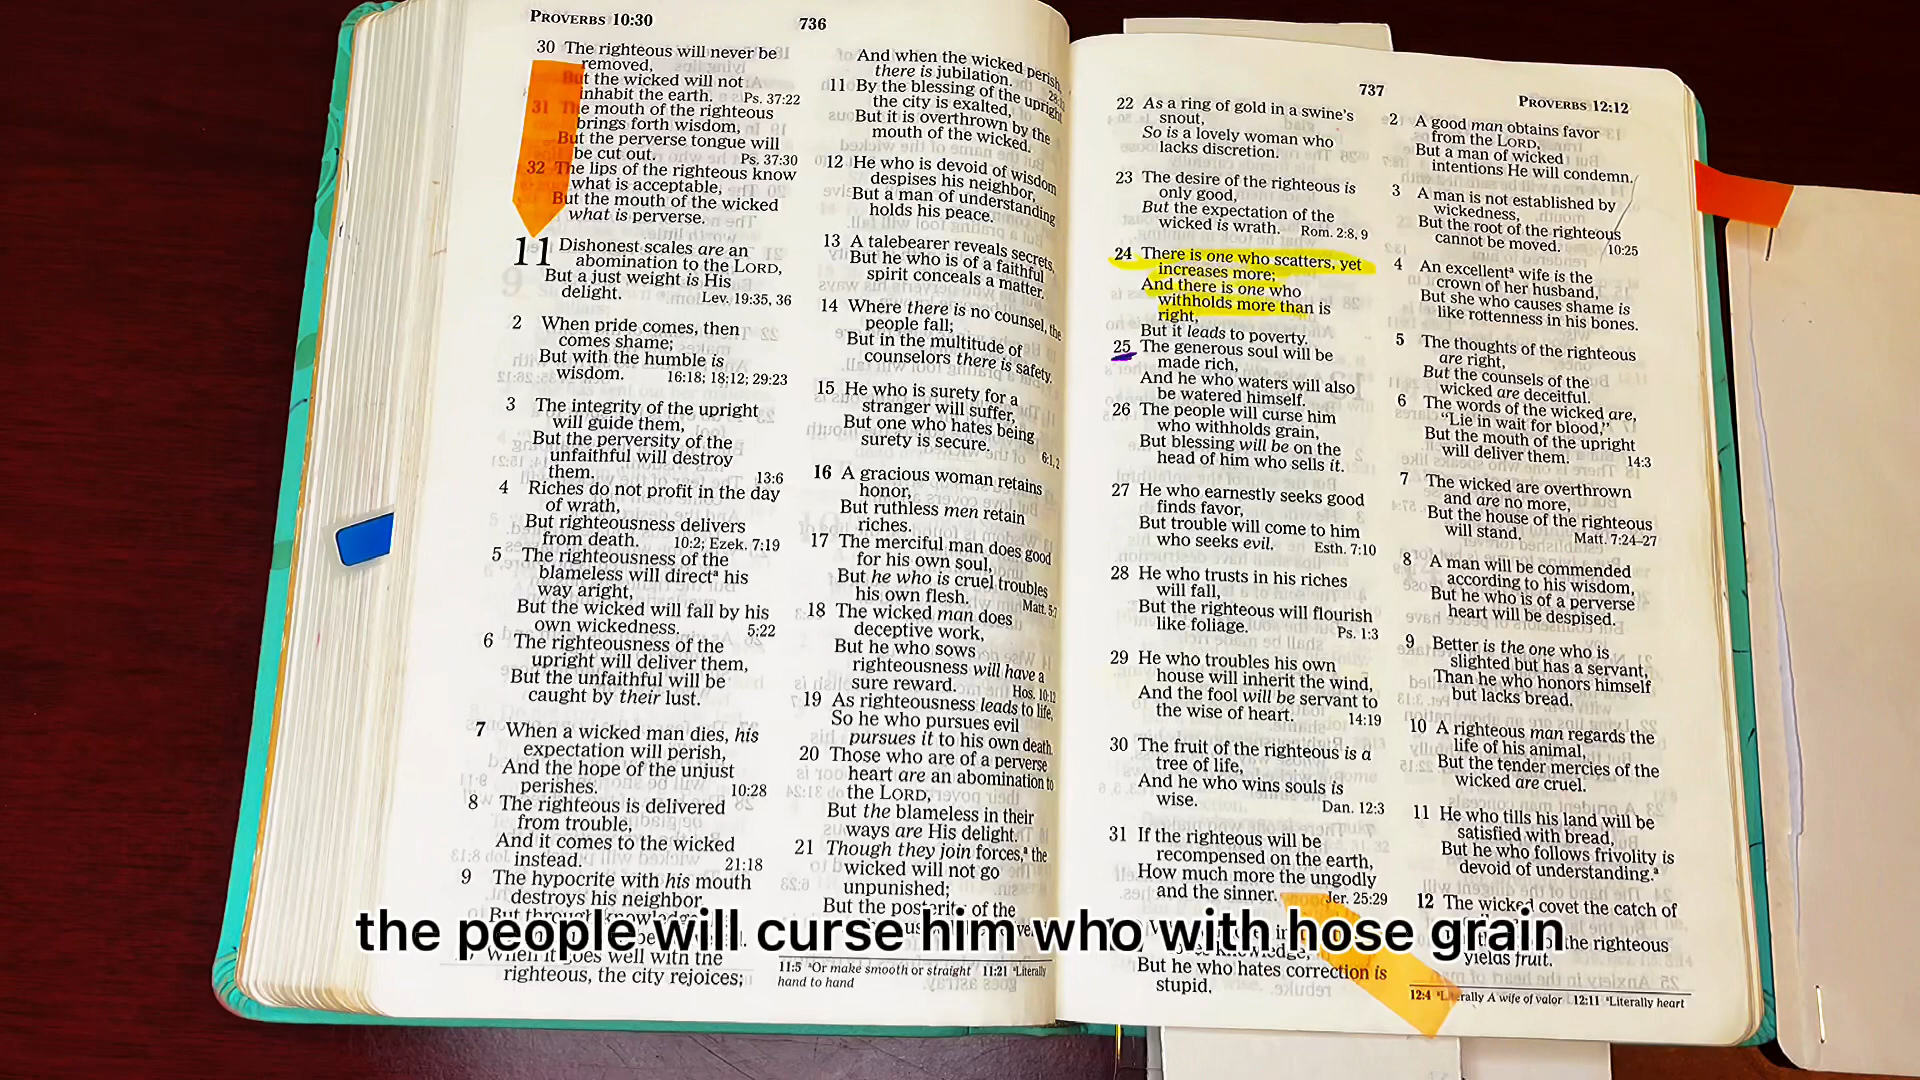 PROVERBS 10:30
736
30 The righteous will never be
removed,
But the wicked will not
inhabit the earth. Ps. 37:22
31 The mouth of the righteous
brings forth wisdom,
But the perverse tongue will
be cut out. Ps. 37:30
32 The lips of the righteous know
what is acceptable,
But the mouth of the wicked
what is perverse.
11 Dishonest scales are an
abomination to the LORD,
But a just weight is His
delight. Lev. 19:35, 36
2 When pride comes, then
comes shame;
But with the humble is
wisdom. 16:18; 18:12; 29:23
3 The integrity of the upright
will guide them,
But the perversity of the
unfaithful will destroy
them. 13:6
4 Riches do not profit in the day
of wrath,
But righteousness delivers
from death. 10:2; Ezek. 7:19
5 The righteousness of the
blameless will directª his
way aright,
But the wicked will fall by his
own wickedness. 5:22
6 The righteousness of the
upright will deliver them,
But the unfaithful will be
caught by their lust.
7 When a wicked man dies, his
expectation will perish,
And the hope of the unjust
perishes. 10:28
8 The righteous is delivered
from trouble,
And it comes to the wicked
instead. 21:18
9 The hypocrite with his mouth
destroys his neighbor,
But through knowledge
When it goes well with the
righteous, the city rejoices;
And when the wicked perish,
there is jubilation.
11 By the blessing of the upright
the city is exalted,
But it is overthrown by the
mouth of the wicked.
12 He who is devoid of wisdom
despises his neighbor,
But a man of understanding
holds his peace.
13 A talebearer reveals secrets,
But he who is of a faithful
spirit conceals a matter.
14 Where there is no counsel, the
people fall;
But in the multitude of
counselors there is safety.
15 He who is surety for a
stranger will suffer,
But one who hates being
surety is secure. 6:1, 2
16 A gracious woman retains
honor,
But ruthless men retain
riches.
17 The merciful man does good
for his own soul,
But he who is cruel troubles
his own flesh. Matt. 5:7
18 The wicked man does
deceptive work,
But he who sows
righteousness will have a
sure reward. Hos. 10:12
19 As righteousness leads to life,
So he who pursues evil
pursues it to his own death.
20 Those who are of a perverse
heart are an abomination to
the LORD,
But the blameless in their
ways are His delight.
21 Though they join forces,ª the
wicked will not go
unpunished;
But the posterity of the
11:5 ªOr make smooth or straight 11:21 ªLiterally
hand to hand
737
PROVERBS 12:12
22 As a ring of gold in a swine's
snout,
So is a lovely woman who
lacks discretion.
23 The desire of the righteous is
only good,
But the expectation of the
wicked is wrath. Rom. 2:8, 9
24 There is one who scatters, yet
increases more;
And there is one who
withholds more than is
right,
But it leads to poverty.
25 The generous soul will be
made rich,
And he who waters will also
be watered himself.
26 The people will curse him
who withholds grain,
But blessing will be on the
head of him who sells it.
27 He who earnestly seeks good
finds favor,
But trouble will come to him
who seeks evil. Esth. 7:10
28 He who trusts in his riches
will fall,
But the righteous will flourish
like foliage. Ps. 1:3
29 He who troubles his own
house will inherit the wind,
And the fool will be servant to
the wise of heart. 14:19
30 The fruit of the righteous is a
tree of life,
And he who wins souls is
wise. Dan. 12:3
31 If the righteous will be
recompensed on the earth,
How much more the ungodly
and the sinner. Jer. 25:29
knowledge,
But he who hates correction is
stupid.
2 A good man obtains favor
from the LORD,
But a man of wicked
intentions He will condemn.
3 A man is not established by
wickedness,
But the root of the righteous
cannot be moved. 10:25
4 An excellentª wife is the
crown of her husband,
But she who causes shame is
like rottenness in his bones.
5 The thoughts of the righteous
are right,
But the counsels of the
wicked are deceitful.
6 The words of the wicked are,
"Lie in wait for blood,"
But the mouth of the upright
will deliver them. 14:3
7 The wicked are overthrown
and are no more,
But the house of the righteous
will stand. Matt. 7:24–27
8 A man will be commended
according to his wisdom,
But he who is of a perverse
heart will be despised.
9 Better is the one who is
slighted but has a servant,
Than he who honors himself
but lacks bread.
10 A righteous man regards the
life of his animal,
But the tender mercies of the
wicked are cruel.
11 He who tills his land will be
satisfied with bread,
But he who follows frivolity is
devoid of understanding.ª
12 The wicked covet the catch of
the righteous
yields fruit.
12:4 ªLiterally A wife of valor 12:11 ªLiterally heart
the people will curse him who with hose grain